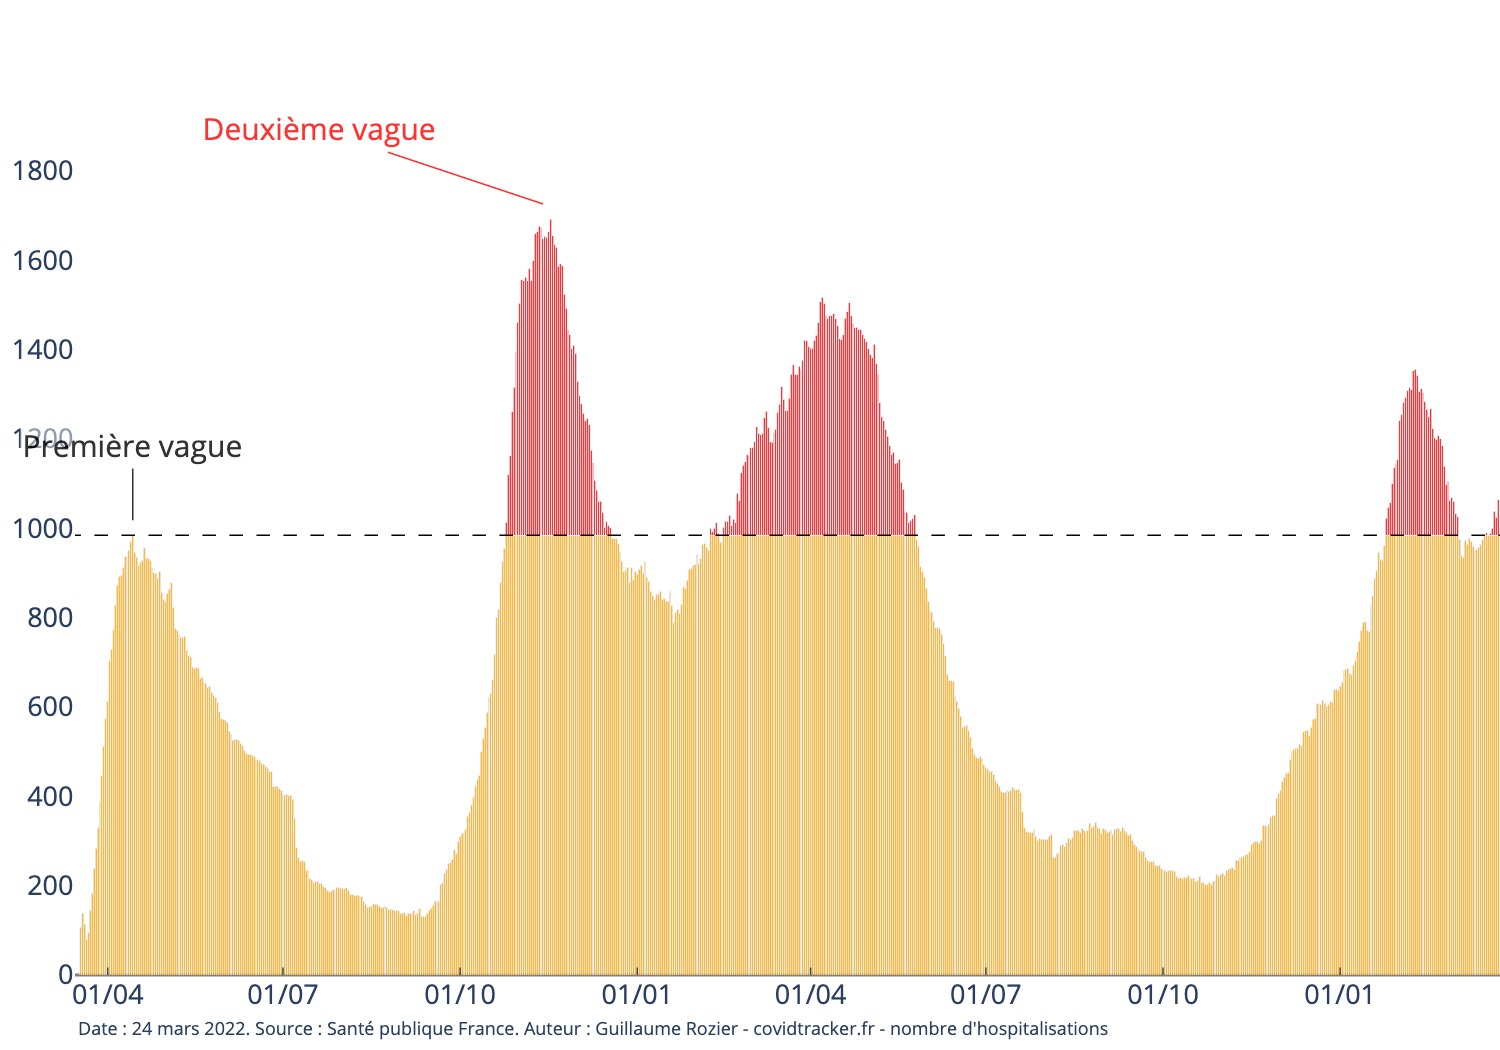 Deuxième vague
1800
1600
1400
1200
Première vague
1000
800
600
400
200
0
01/04 01/07 01/10 01/01 01/04 01/07 01/10 01/01
Date : 24 mars 2022. Source : Santé publique France. Auteur : Guillaume Rozier - covidtracker.fr - nombre d'hospitalisations